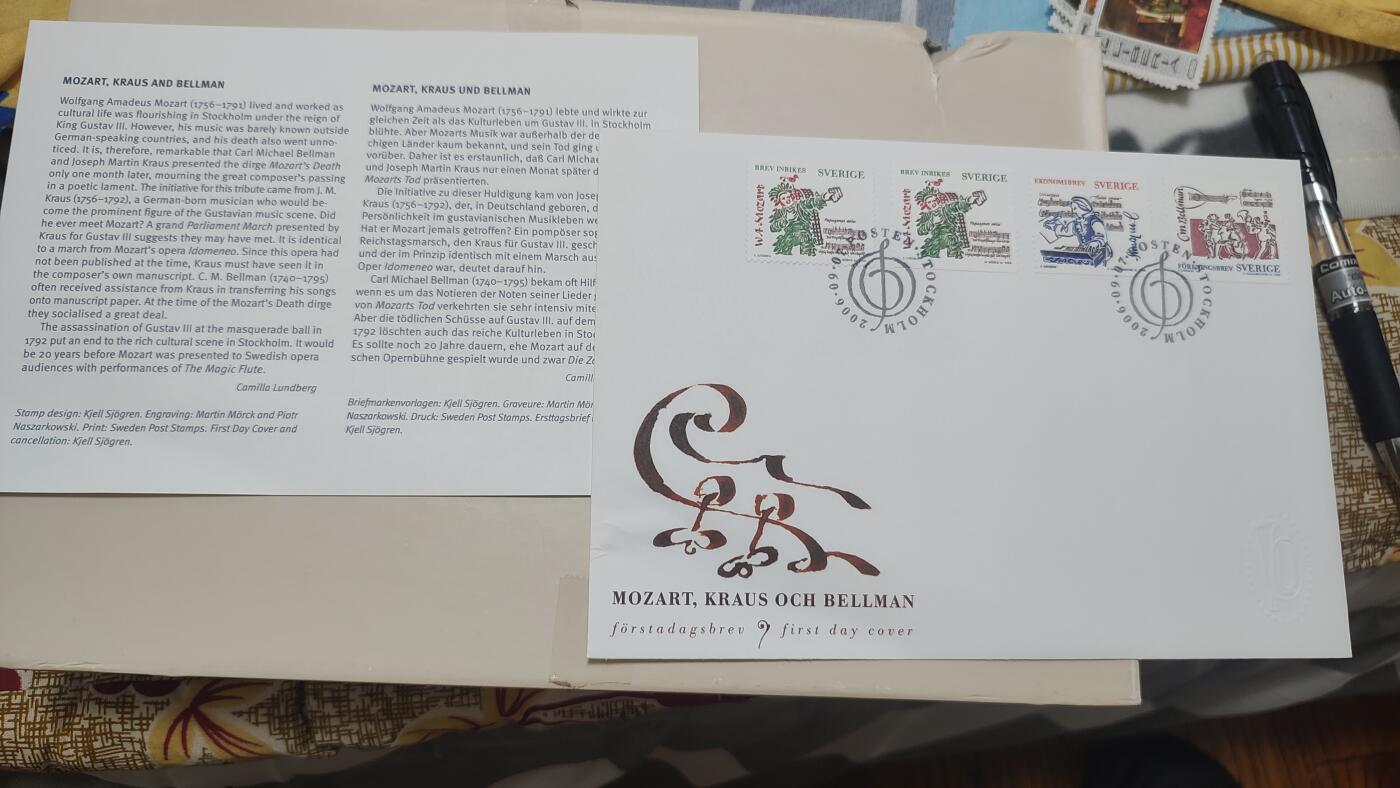 MOZART, KRAUS AND BELLMAN
Wolfgang Amadeus Mozart (1756–1791) lived and worked as
cultural life was flourishing in Stockholm under the reign of
King Gustav III. However, his music was barely known outside
German-speaking countries, and his death also went unno-
ticed. It is, therefore, remarkable that Carl Michael Bellman
and Joseph Martin Kraus presented the dirge Mozart's Death
only one month later, mourning the great composer's passing
in a poetic lament. The initiative for this tribute came from J. M.
Kraus (1756–1792), a German-born musician who would be-
come the prominent figure of the Gustavian music scene. Did
he ever meet Mozart? A grand Parliament March presented by
Kraus for Gustav III suggests they may have met. It is identical
to a march from Mozart's opera Idomeneo. Since this opera had
not been published at the time, Kraus must have seen it in
the composer's own manuscript. C. M. Bellman (1740–1795)
often received assistance from Kraus in transferring his songs
onto manuscript paper. At the time of the Mozart's Death dirge
they socialised a great deal.
The assassination of Gustav III at the masquerade ball in
1792 put an end to the rich cultural scene in Stockholm. It would
be 20 years before Mozart was presented to Swedish opera
audiences with performances of The Magic Flute.
Camilla Lundberg
Stamp design: Kjell Sjögren. Engraving: Martin Mörck and Piotr
Naszarkowski. Print: Sweden Post Stamps. First Day Cover and
cancellation: Kjell Sjögren.
MOZART, KRAUS UND BELLMAN
Wolfgang Amadeus Mozart (1756–1791) lebte und wirkte zur
gleichen Zeit als das Kulturleben um Gustav III. in Stockholm
blühte. Aber Mozarts Musik war außerhalb der de
chigen Länder kaum bekannt, und sein Tod ging
vorüber. Daher ist es erstaunlich, daß Carl Michae
und Joseph Martin Kraus nur einen Monat später d
Mozarts Tod präsentierten.
Die Initiative zu dieser Huldigung kam von Josep
Kraus (1756–1792), der, in Deutschland geboren, d
Persönlichkeit im gustavianischen Musikleben we
Hat er Mozart jemals getroffen? Ein pompöser sog
Reichstagsmarsch, den Kraus für Gustav III. gesch
und der im Prinzip identisch mit einem Marsch aus
Oper Idomeneo war, deutet darauf hin.
Carl Michael Bellman (1740–1795) bekam oft Hilf
wenn es um das Notieren der Noten seiner Lieder
von Mozarts Tod verkehrten sie sehr intensiv mite
Aber die tödlichen Schüsse auf Gustav III. auf dem
1792 löschten auch das reiche Kulturleben in Sto
Es sollte noch 20 Jahre dauern, ehe Mozart auf de
schen Opernbühne gespielt wurde und zwar Die Za
Camill
Briefmarkenvorlagen: Kjell Sjögren. Graveure: Martin Mör
Naszarkowski. Druck: Sweden Post Stamps. Ersttagsbrief
Kjell Sjögren.
BREV INRIKES SVERIGE
W.A Mozart
BREV INRIKES SVERIGE
W.A Mozart
EKONOMIBREV SVERIGE
FÖRENINGSBREV SVERIGE
POSTEN STOCKHOLM
POSTEN STOCKHOLM
MOZART, KRAUS OCH BELLMAN
förstadagsbrev first day cover
Comix